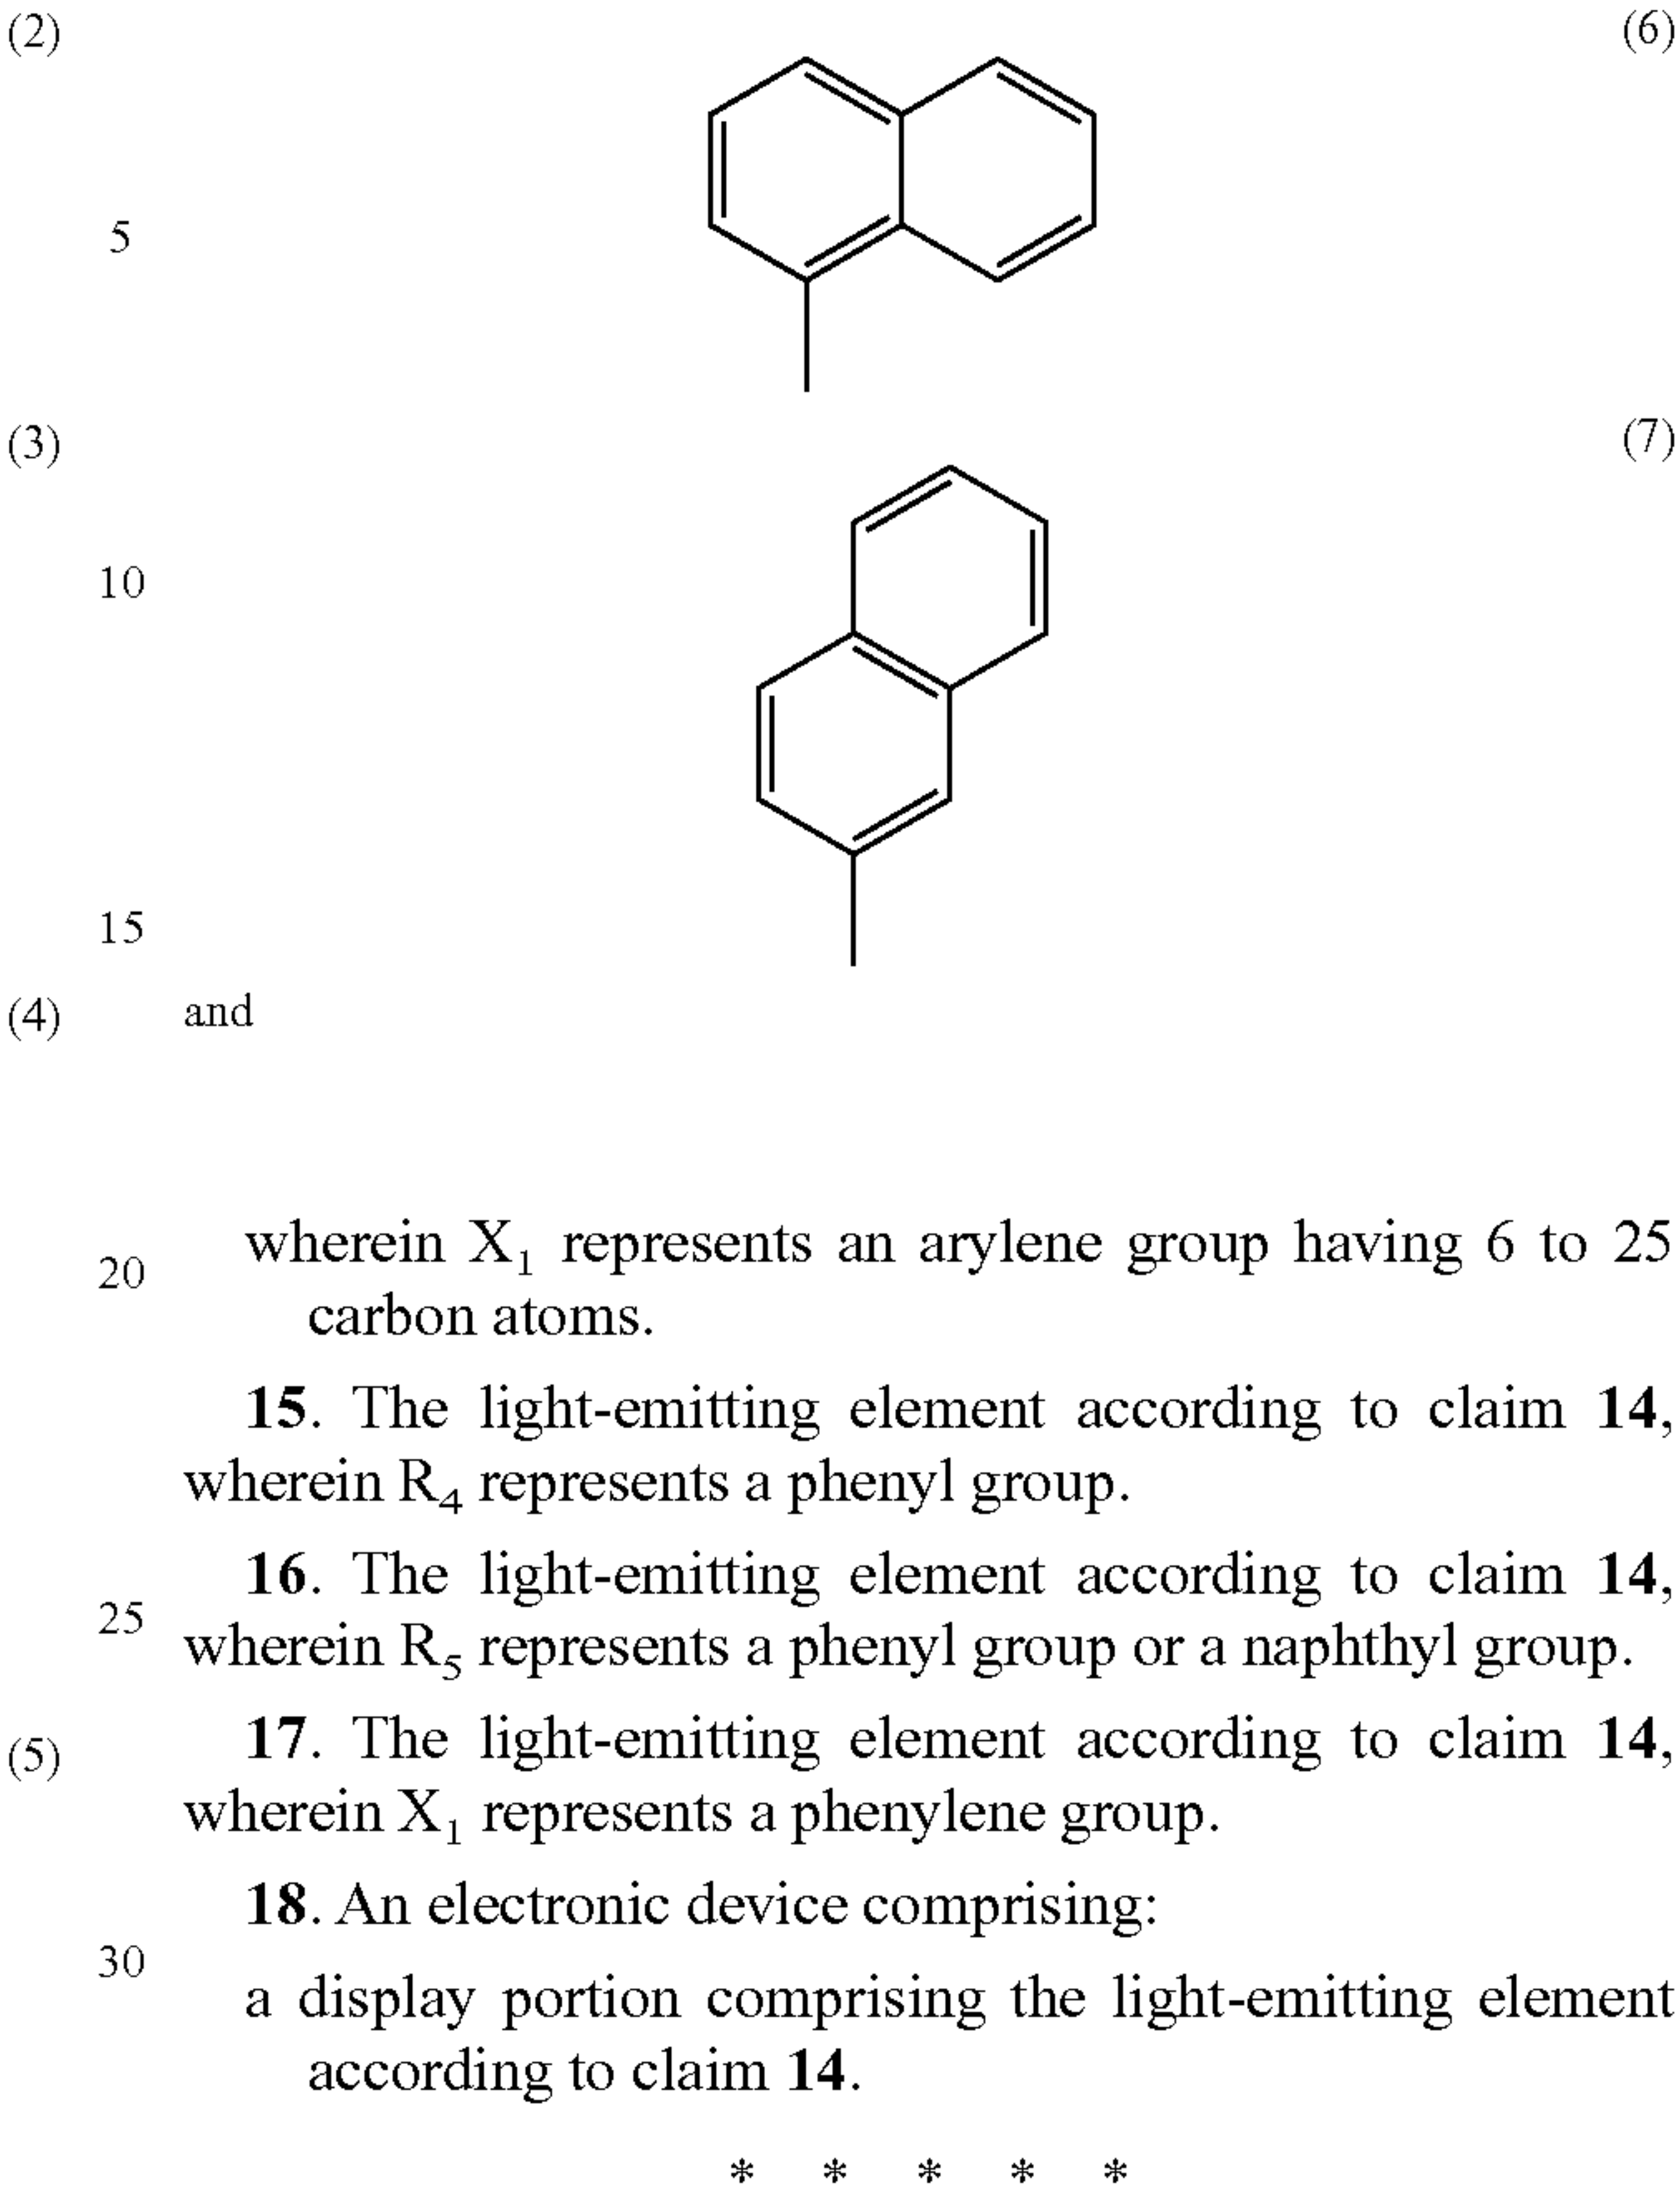 (2) (6)
5
(3) (7)
10
15
(4) and
wherein X₁ represents an arylene group having 6 to 25
20
carbon atoms.
15. The light-emitting element according to claim 14,
wherein R₄ represents a phenyl group.
16. The light-emitting element according to claim 14,
25
wherein R₅ represents a phenyl group or a naphthyl group.
(5)
17. The light-emitting element according to claim 14,
wherein X₁ represents a phenylene group.
18. An electronic device comprising:
30
a display portion comprising the light-emitting element
according to claim 14.
* * * * *